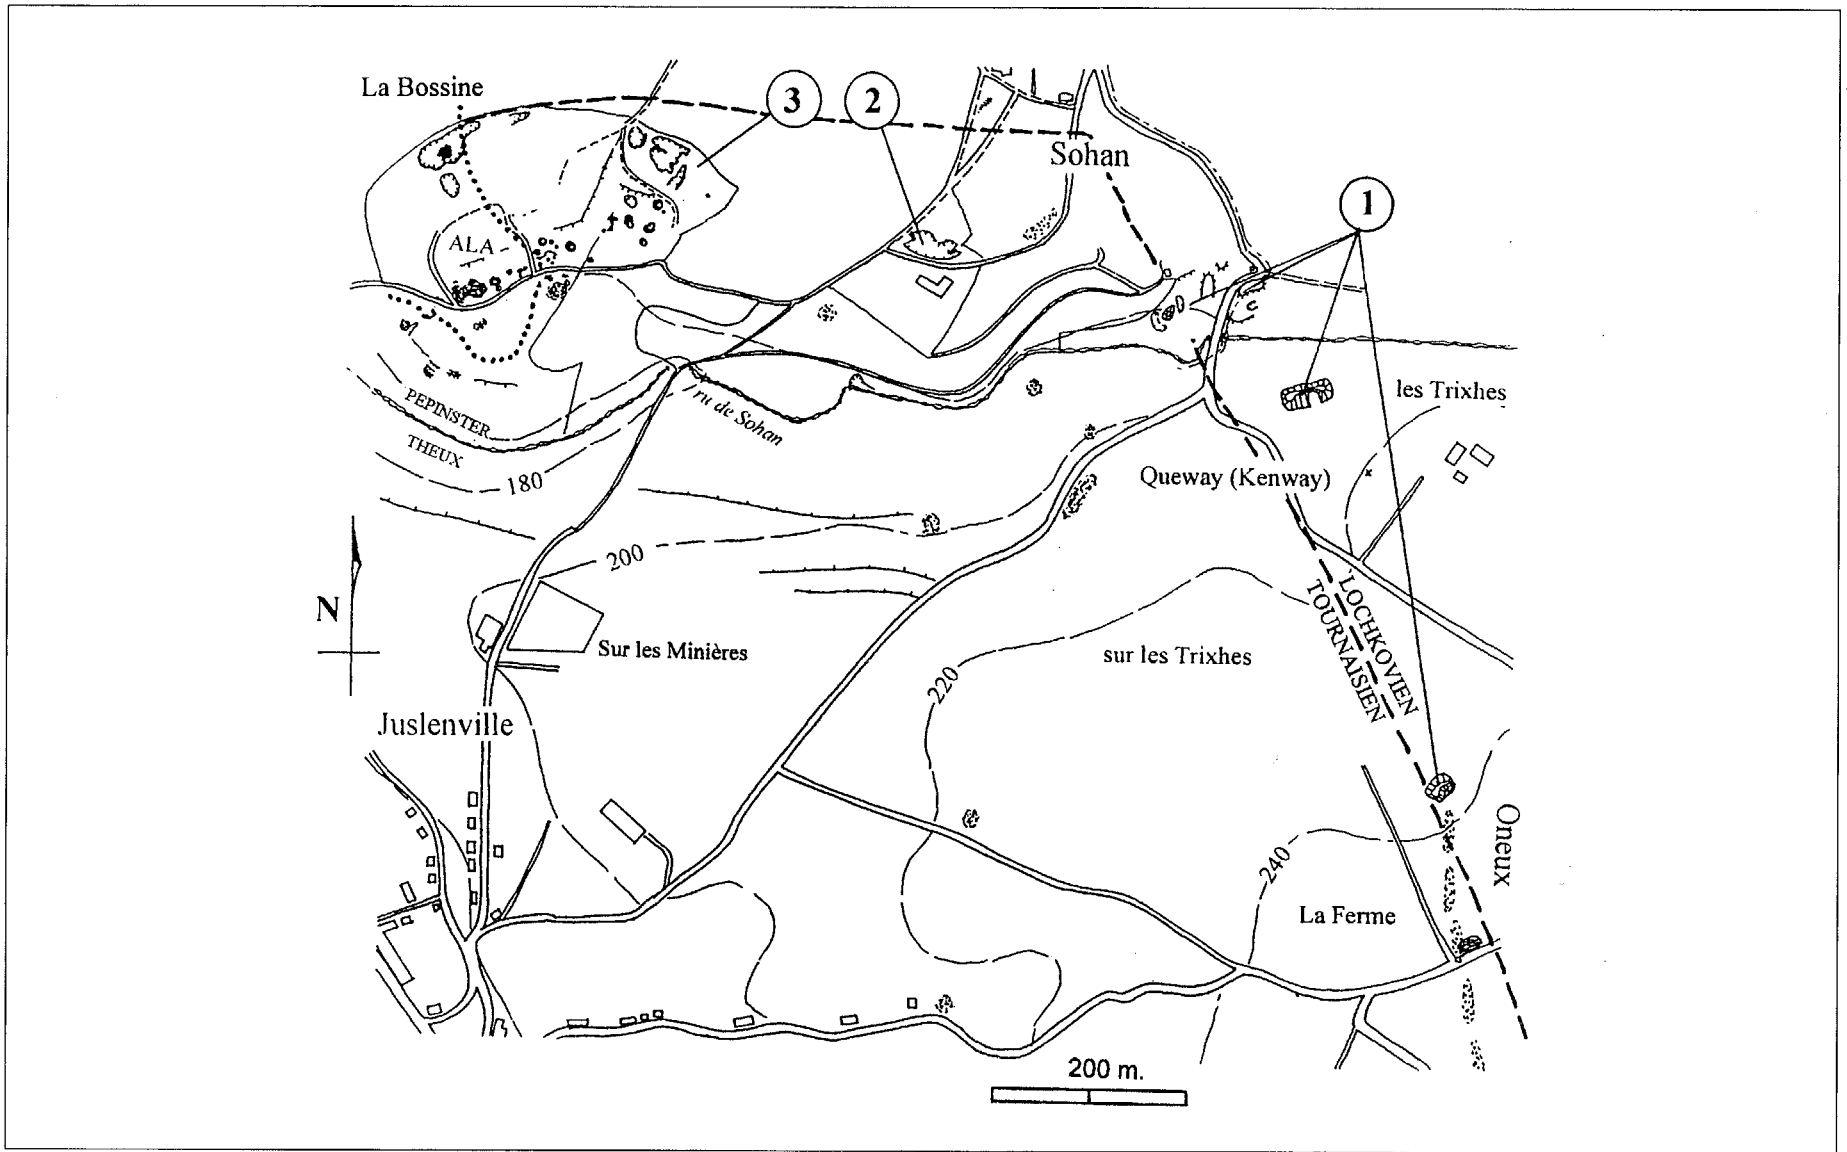 La Bossine
3
2
Sohan
1
ALA
les Trixhes
PEPINSTER
THEUX
ru de Sohan
180
Queway (Kenway)
200
N
LOCHKOVIEN
TOURNAISIEN
Sur les Minières
sur les Trixhes
220
Juslenville
Oneux
240
La Ferme
200 m.